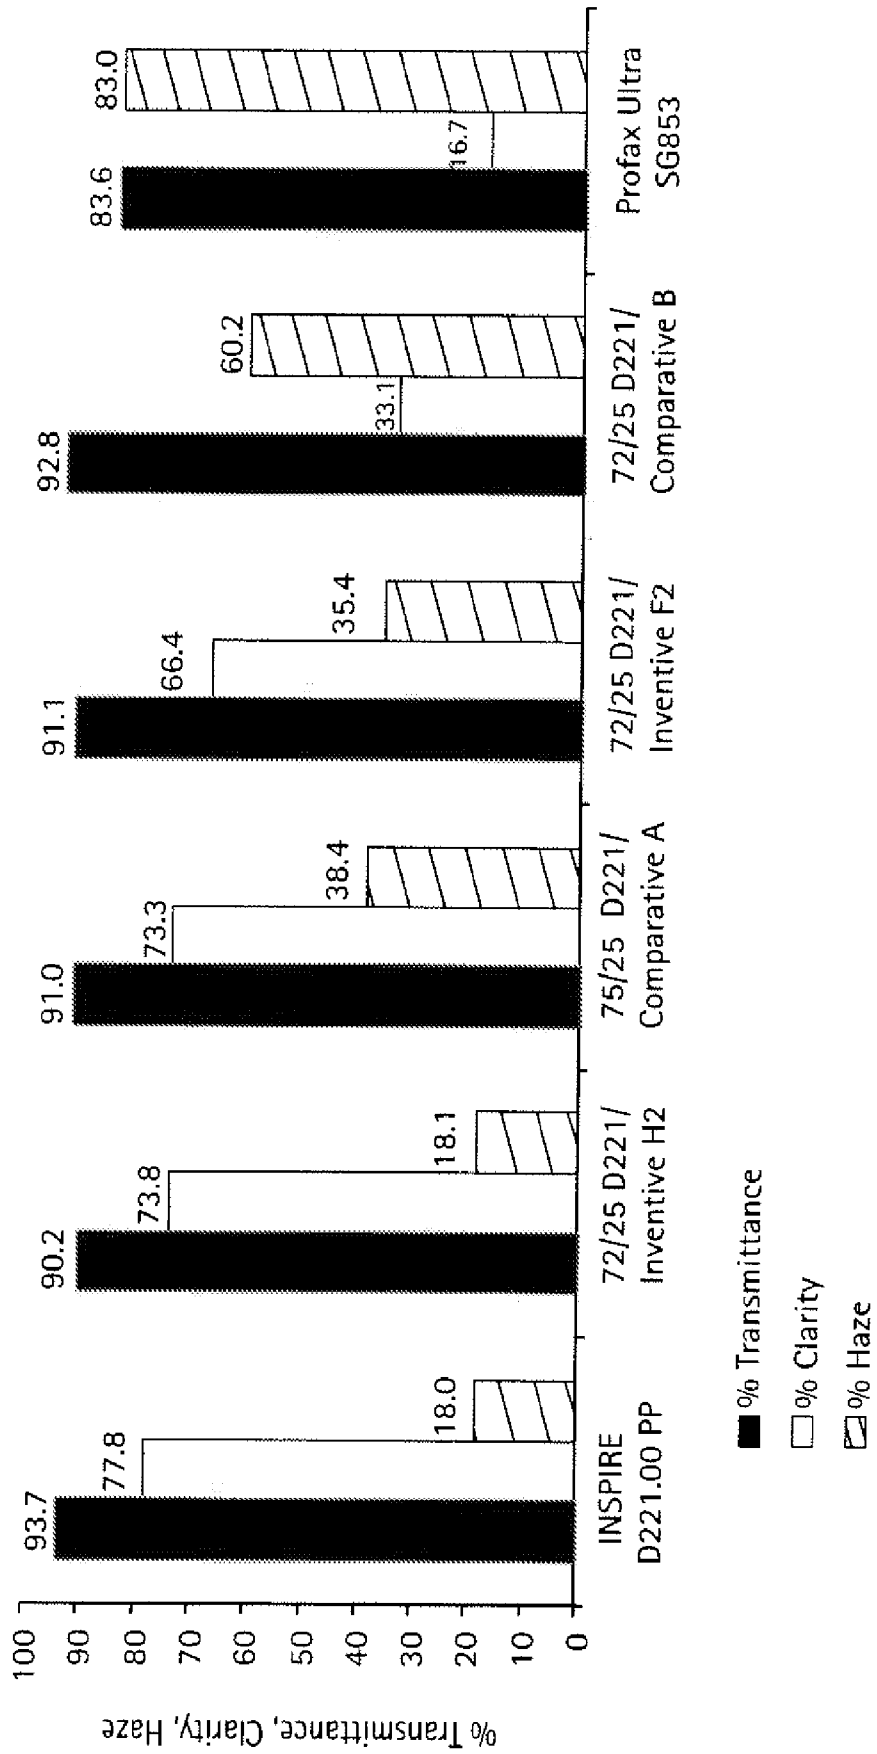 % Transmittance, Clarity, Haze
100
90
80
70
60
50
40
30
20
10
0
93.7
77.8
18.0
90.2
73.8
18.1
91.0
73.3
38.4
91.1
66.4
35.4
92.8
33.1
60.2
83.6
16.7
83.0
INSPIRE
D221.00 PP
72/25 D221/
Inventive H2
75/25 D221/
Comparative A
72/25 D221/
Inventive F2
72/25 D221/
Comparative B
Profax Ultra
SG853
% Transmittance
% Clarity
% Haze